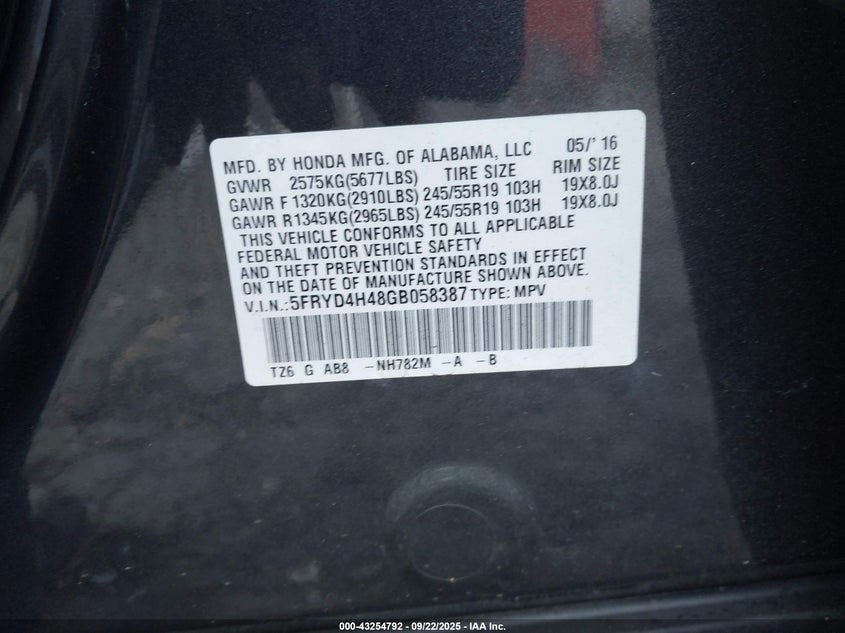 MFD. BY HONDA MFG. OF ALABAMA, LLC 05/' 16
GVWR 2575KG(5677LBS) TIRE SIZE RIM SIZE
GAWR F 1320KG(2910LBS) 245/55R19 103H 19X8.0J
GAWR R1345KG(2965LBS) 245/55R19 103H 19X8.0J
THIS VEHICLE CONFORMS TO ALL APPLICABLE
FEDERAL MOTOR VEHICLE SAFETY
AND THEFT PREVENTION STANDARDS IN EFFECT
ON THE DATE OF MANUFACTURE SHOWN ABOVE.
V.I.N.:5FRYD4H48GB058387 TYPE: MPV
TZ6 G AB8 -NH782M -A -B
000-43254792 - 09/22/2025 - IAA Inc.